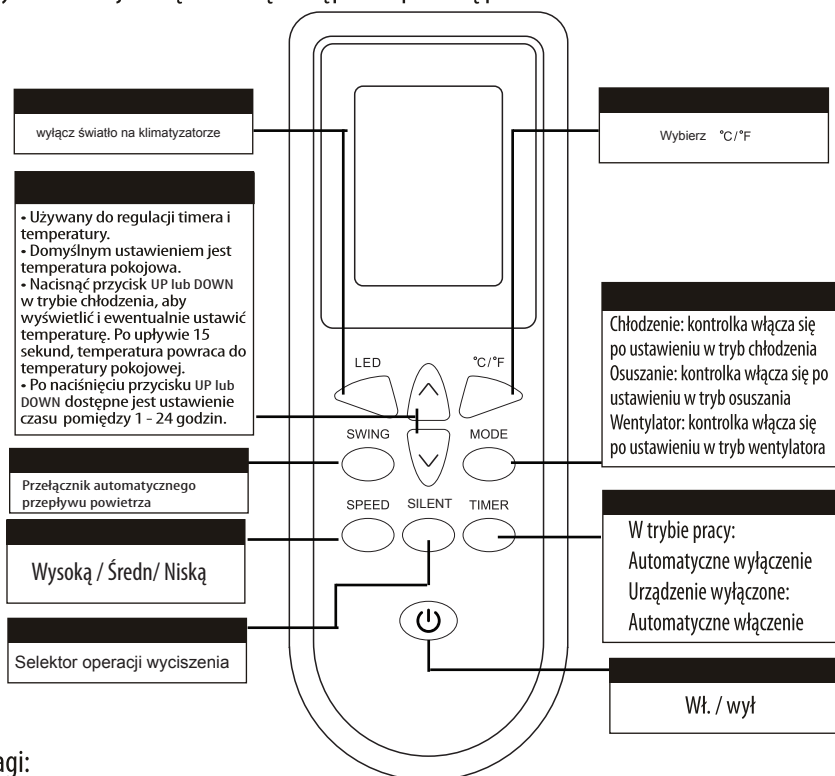 wyłącz światło na klimatyzatorze
Wybierz °C/°F
• Używany do regulacji timera i
temperatury.
• Domyślnym ustawieniem jest
temperatura pokojowa.
• Nacisnąć przycisk UP lub DOWN
w trybie chłodzenia, aby
wyświetlić i ewentualnie ustawić
temperaturę. Po upływie 15
sekund, temperatura powraca do
temperatury pokojowej.
• Po naciśnięciu przycisku UP lub
DOWN dostępne jest ustawienie
czasu pomiędzy 1 - 24 godzin.
Chłodzenie: kontrolka włącza się
po ustawieniu w tryb chłodzenia
Osuszanie: kontrolka włącza się po
ustawieniu w tryb osuszania
Wentylator: kontrolka włącza się
po ustawieniu w tryb wentylatora
LED
°C/°F
SWING
MODE
SPEED
SILENT
TIMER
Przełącznik automatycznego
przepływu powietrza
Wysoką / Średn/ Niską
W trybie pracy:
Automatyczne wyłączenie
Urządzenie wyłączone:
Automatyczne włączenie
Selektor operacji wyciszenia
Wł. / wył
agi: